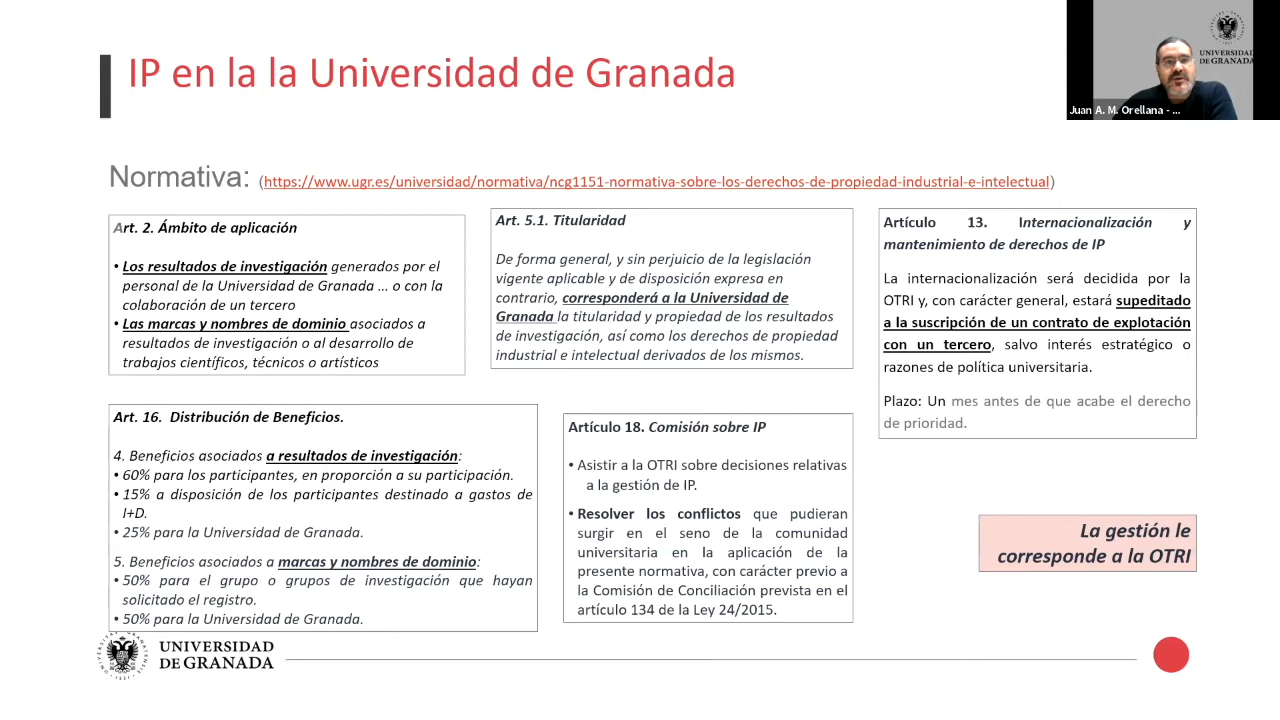 IP en la la Universidad de Granada
UNIVERSIDAD
DE GRANADA
Juan A. M. Orellana - ...
Normativa: (https://www.ugr.es/universidad/normativa/ncg1151-normativa-sobre-los-derechos-de-propiedad-industrial-e-intelectual)
Art. 2. Ámbito de aplicación
• Los resultados de investigación generados por el
personal de la Universidad de Granada ... o con la
colaboración de un tercero
• Las marcas y nombres de dominio asociados a
resultados de investigación o al desarrollo de
trabajos científicos, técnicos o artísticos
Art. 5.1. Titularidad
De forma general, y sin perjuicio de la legislación
vigente aplicable y de disposición expresa en
contrario, corresponderá a la Universidad de
Granada la titularidad y propiedad de los resultados
de investigación, así como los derechos de propiedad
industrial e intelectual derivados de los mismos.
Artículo 13. Internacionalización y
mantenimiento de derechos de IP
La internacionalización será decidida por la
OTRI y, con carácter general, estará supeditado
a la suscripción de un contrato de explotación
con un tercero, salvo interés estratégico o
razones de política universitaria.
Plazo: Un mes antes de que acabe el derecho
de prioridad.
Art. 16. Distribución de Beneficios.
4. Beneficios asociados a resultados de investigación:
• 60% para los participantes, en proporción a su participación.
• 15% a disposición de los participantes destinado a gastos de
I+D.
• 25% para la Universidad de Granada.
5. Beneficios asociados a marcas y nombres de dominio:
• 50% para el grupo o grupos de investigación que hayan
solicitado el registro.
• 50% para la Universidad de Granada.
Artículo 18. Comisión sobre IP
• Asistir a la OTRI sobre decisiones relativas
a la gestión de IP.
• Resolver los conflictos que pudieran
surgir en el seno de la comunidad
universitaria en la aplicación de la
presente normativa, con carácter previo a
la Comisión de Conciliación prevista en el
artículo 134 de la Ley 24/2015.
La gestión le
corresponde a la OTRI
UNIVERSIDAD
DE GRANADA